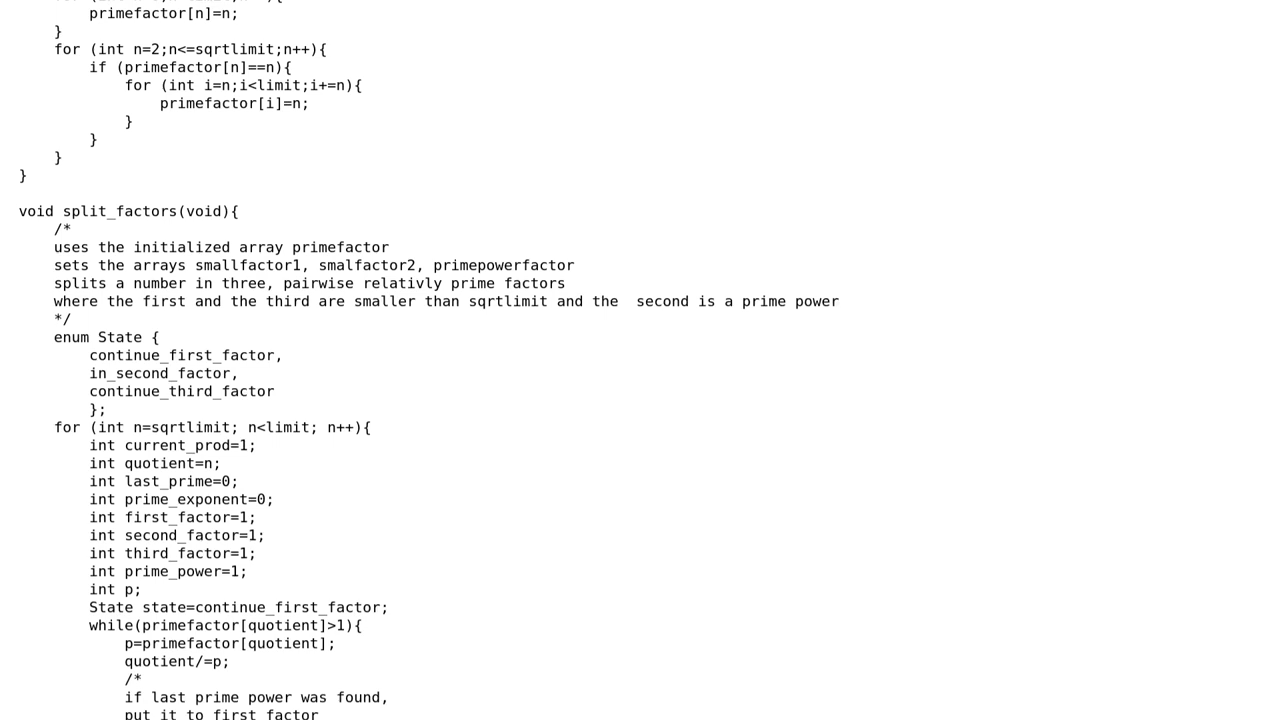 primefactor[n]=n;
}
for (int n=2;n<=sqrtlimit;n++){
if (primefactor[n]==n){
for (int i=n;i<limit;i+=n){
primefactor[i]=n;
}
}
}
}
void split_factors(void){
/*
uses the initialized array primefactor
sets the arrays smallfactor1, smalfactor2, primepowerfactor
splits a number in three, pairwise relativly prime factors
where the first and the third are smaller than sqrtlimit and the  second is a prime power
*/
enum State {
continue_first_factor,
in_second_factor,
continue_third_factor
};
for (int n=sqrtlimit; n<limit; n++){
int current_prod=1;
int quotient=n;
int last_prime=0;
int prime_exponent=0;
int first_factor=1;
int second_factor=1;
int third_factor=1;
int prime_power=1;
int p;
State state=continue_first_factor;
while(primefactor[quotient]>1){
p=primefactor[quotient];
quotient/=p;
/*
if last prime power was found,
put it to first factor